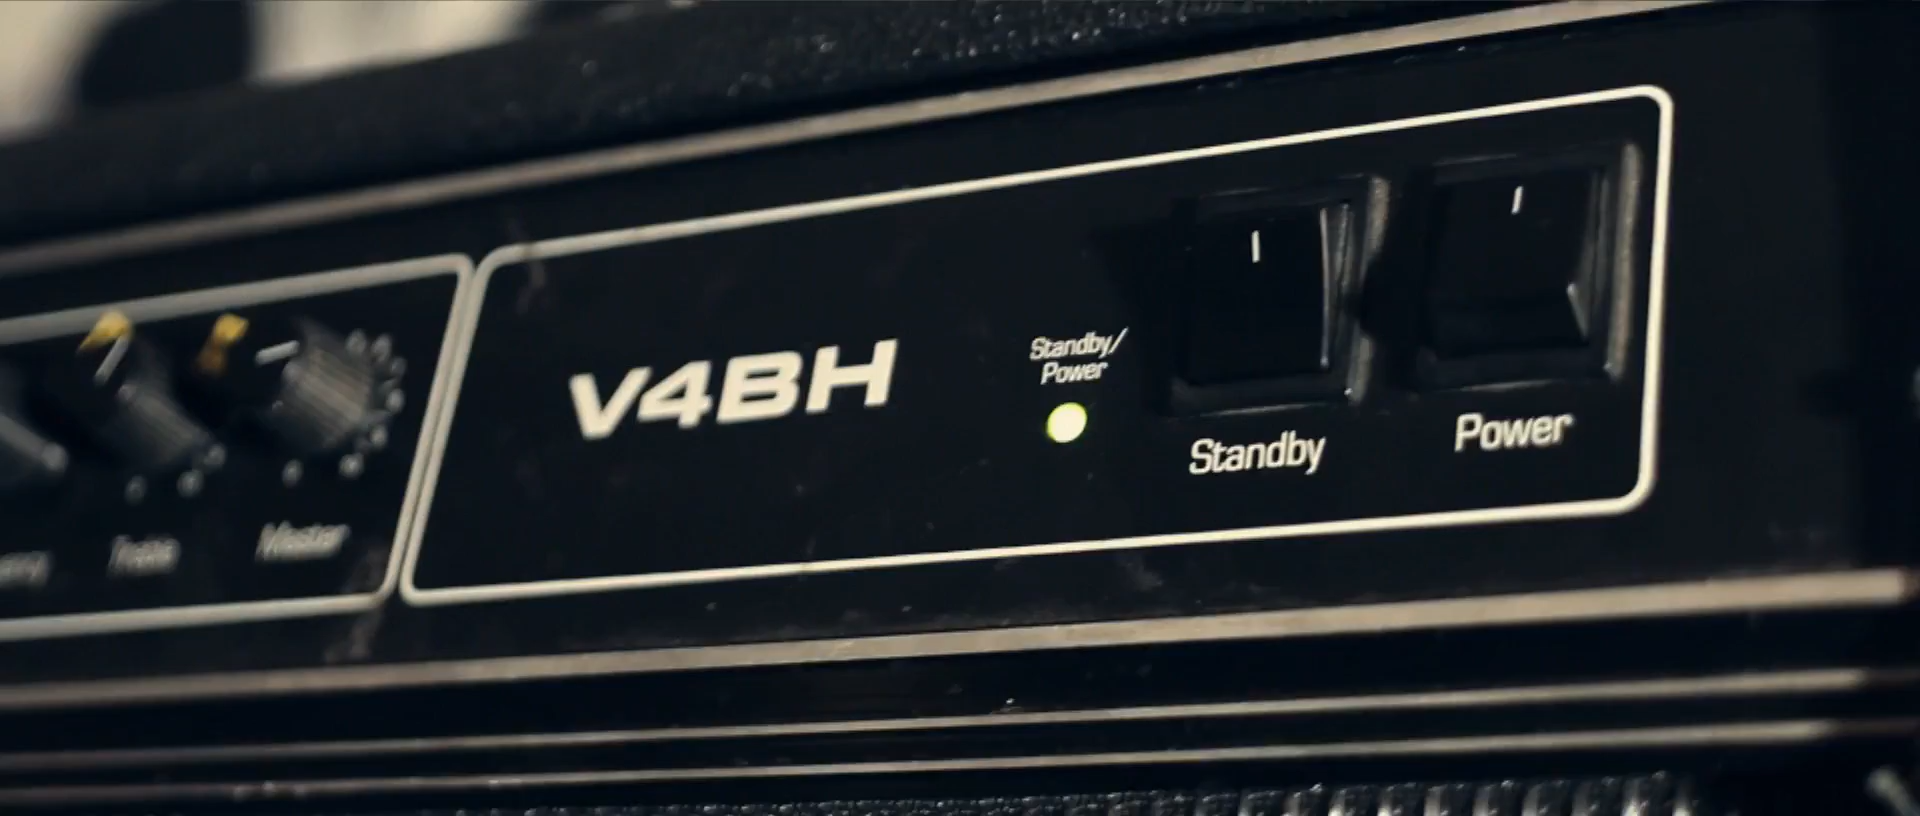 V4BH
Standby/
Power
Standby
Power
Treble
Master